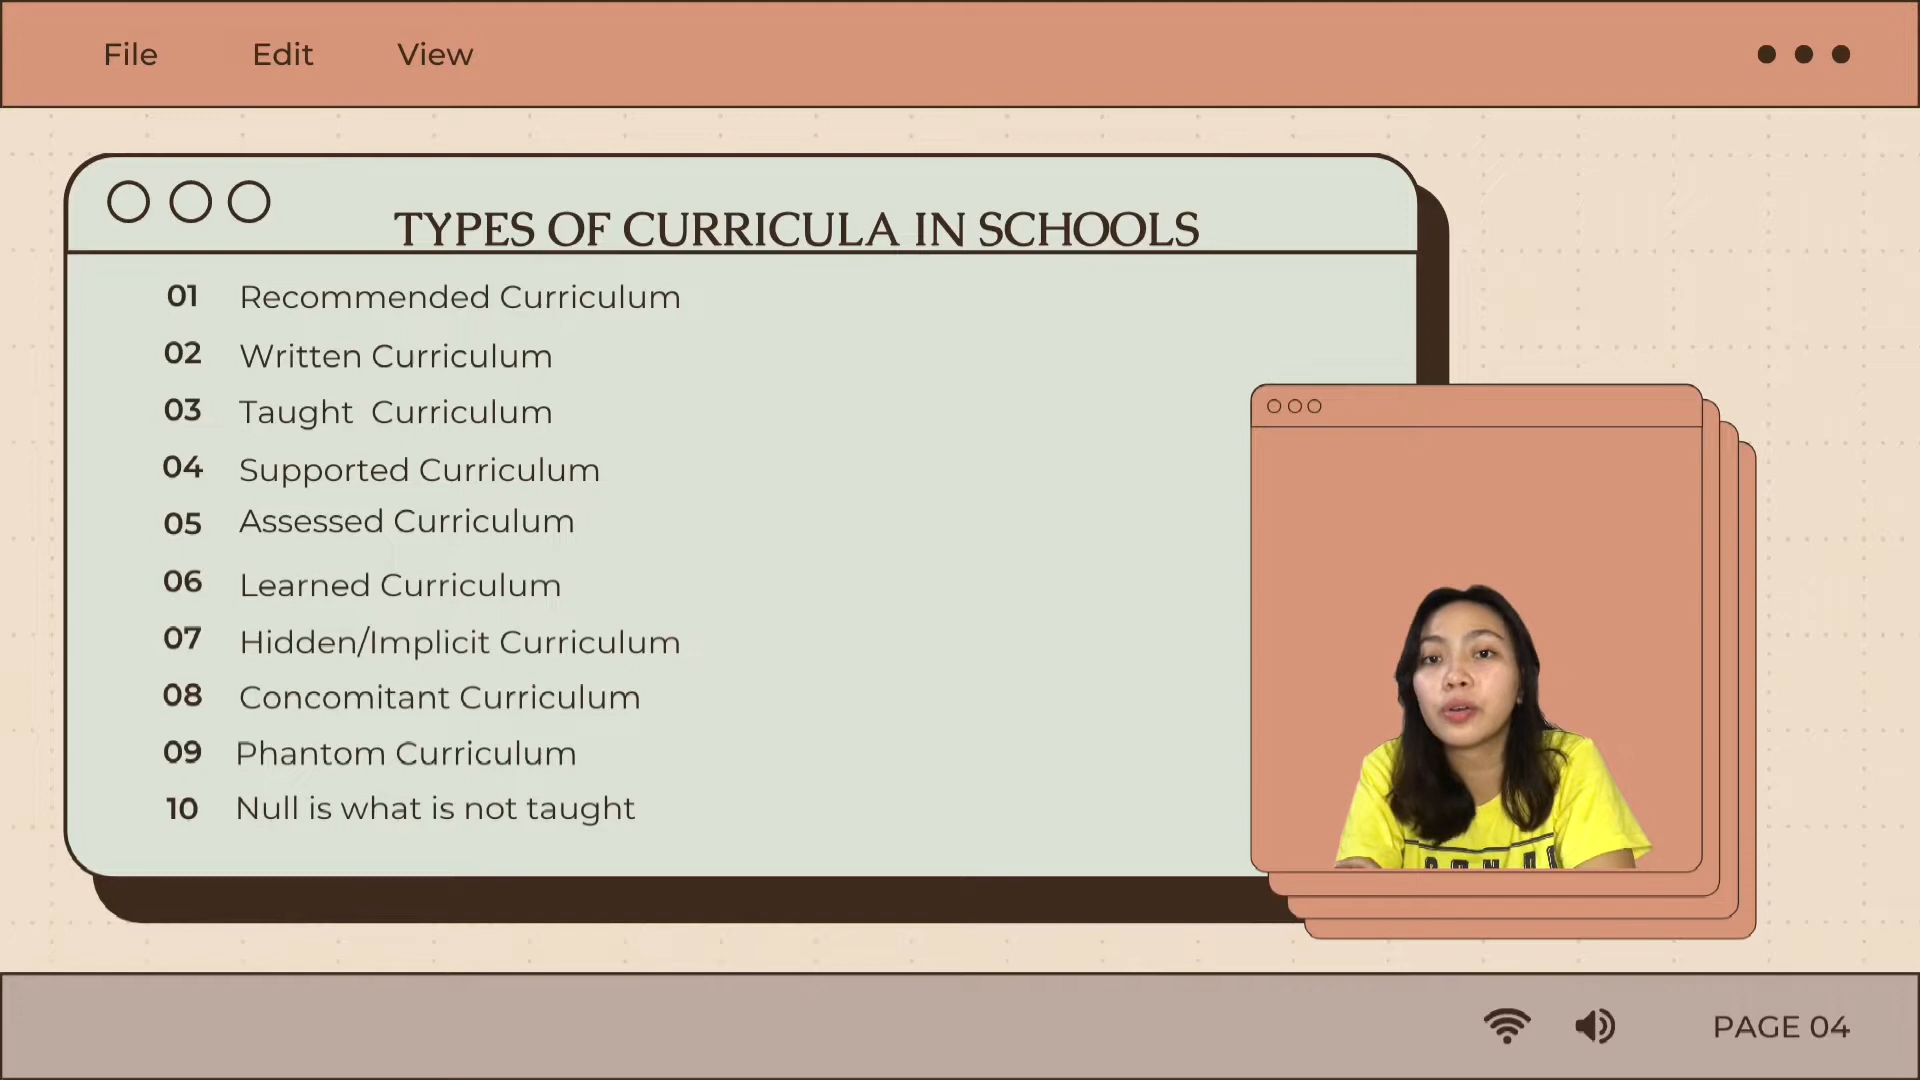 File Edit View
TYPES OF CURRICULA IN SCHOOLS
01 Recommended Curriculum
02 Written Curriculum
03 Taught Curriculum
04 Supported Curriculum
05 Assessed Curriculum
06 Learned Curriculum
07 Hidden/Implicit Curriculum
08 Concomitant Curriculum
09 Phantom Curriculum
10 Null is what is not taught
PAGE 04